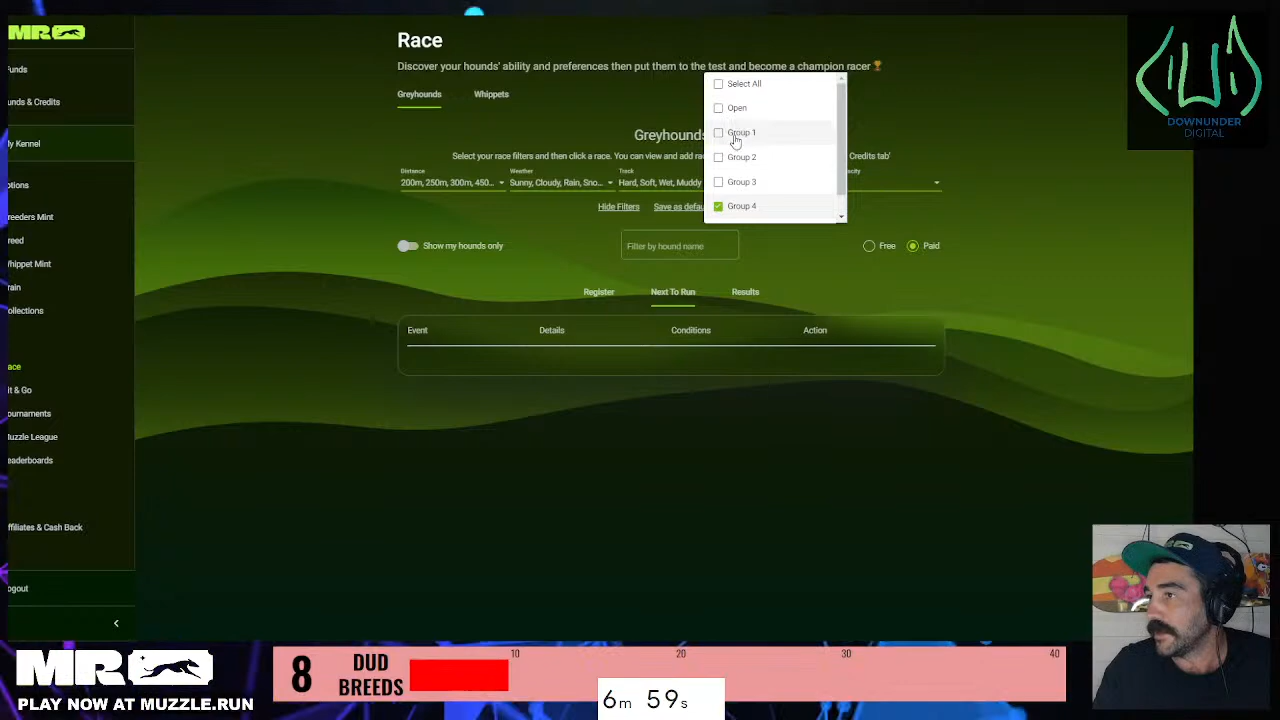 MR
Funds
unds & Credits
ly Kennel
ptions
reeders Mint
reed
hippet Mint
rain
ollections
ace
it & Go
ournaments
uzzle League
eaderboards
ffiliates & Cash Back
ogout
Race
Discover your hounds' ability and preferences then put them to the test and become a champion racer
Greyhounds
Whippets
Select All
Open
Group 1
Group 2
Group 3
Group 4
Greyhounds
Select your race filters and then click a race. You can view and add rac
Credits tab'
Distance
Weather
Track
acity
200m, 250m, 300m, 450...
Sunny, Cloudy, Rain, Sno...
Hard, Soft, Wet, Muddy
Hide Filters
Save as defau
Show my hounds only
Filter by hound name
Free
Paid
Register
Next To Run
Results
Event
Details
Conditions
Action
DOWNUNDER
DIGITAL
MR
PLAY NOW AT MUZZLE.RUN
8
DUD
BREEDS
10
20
30
40
6m 59s